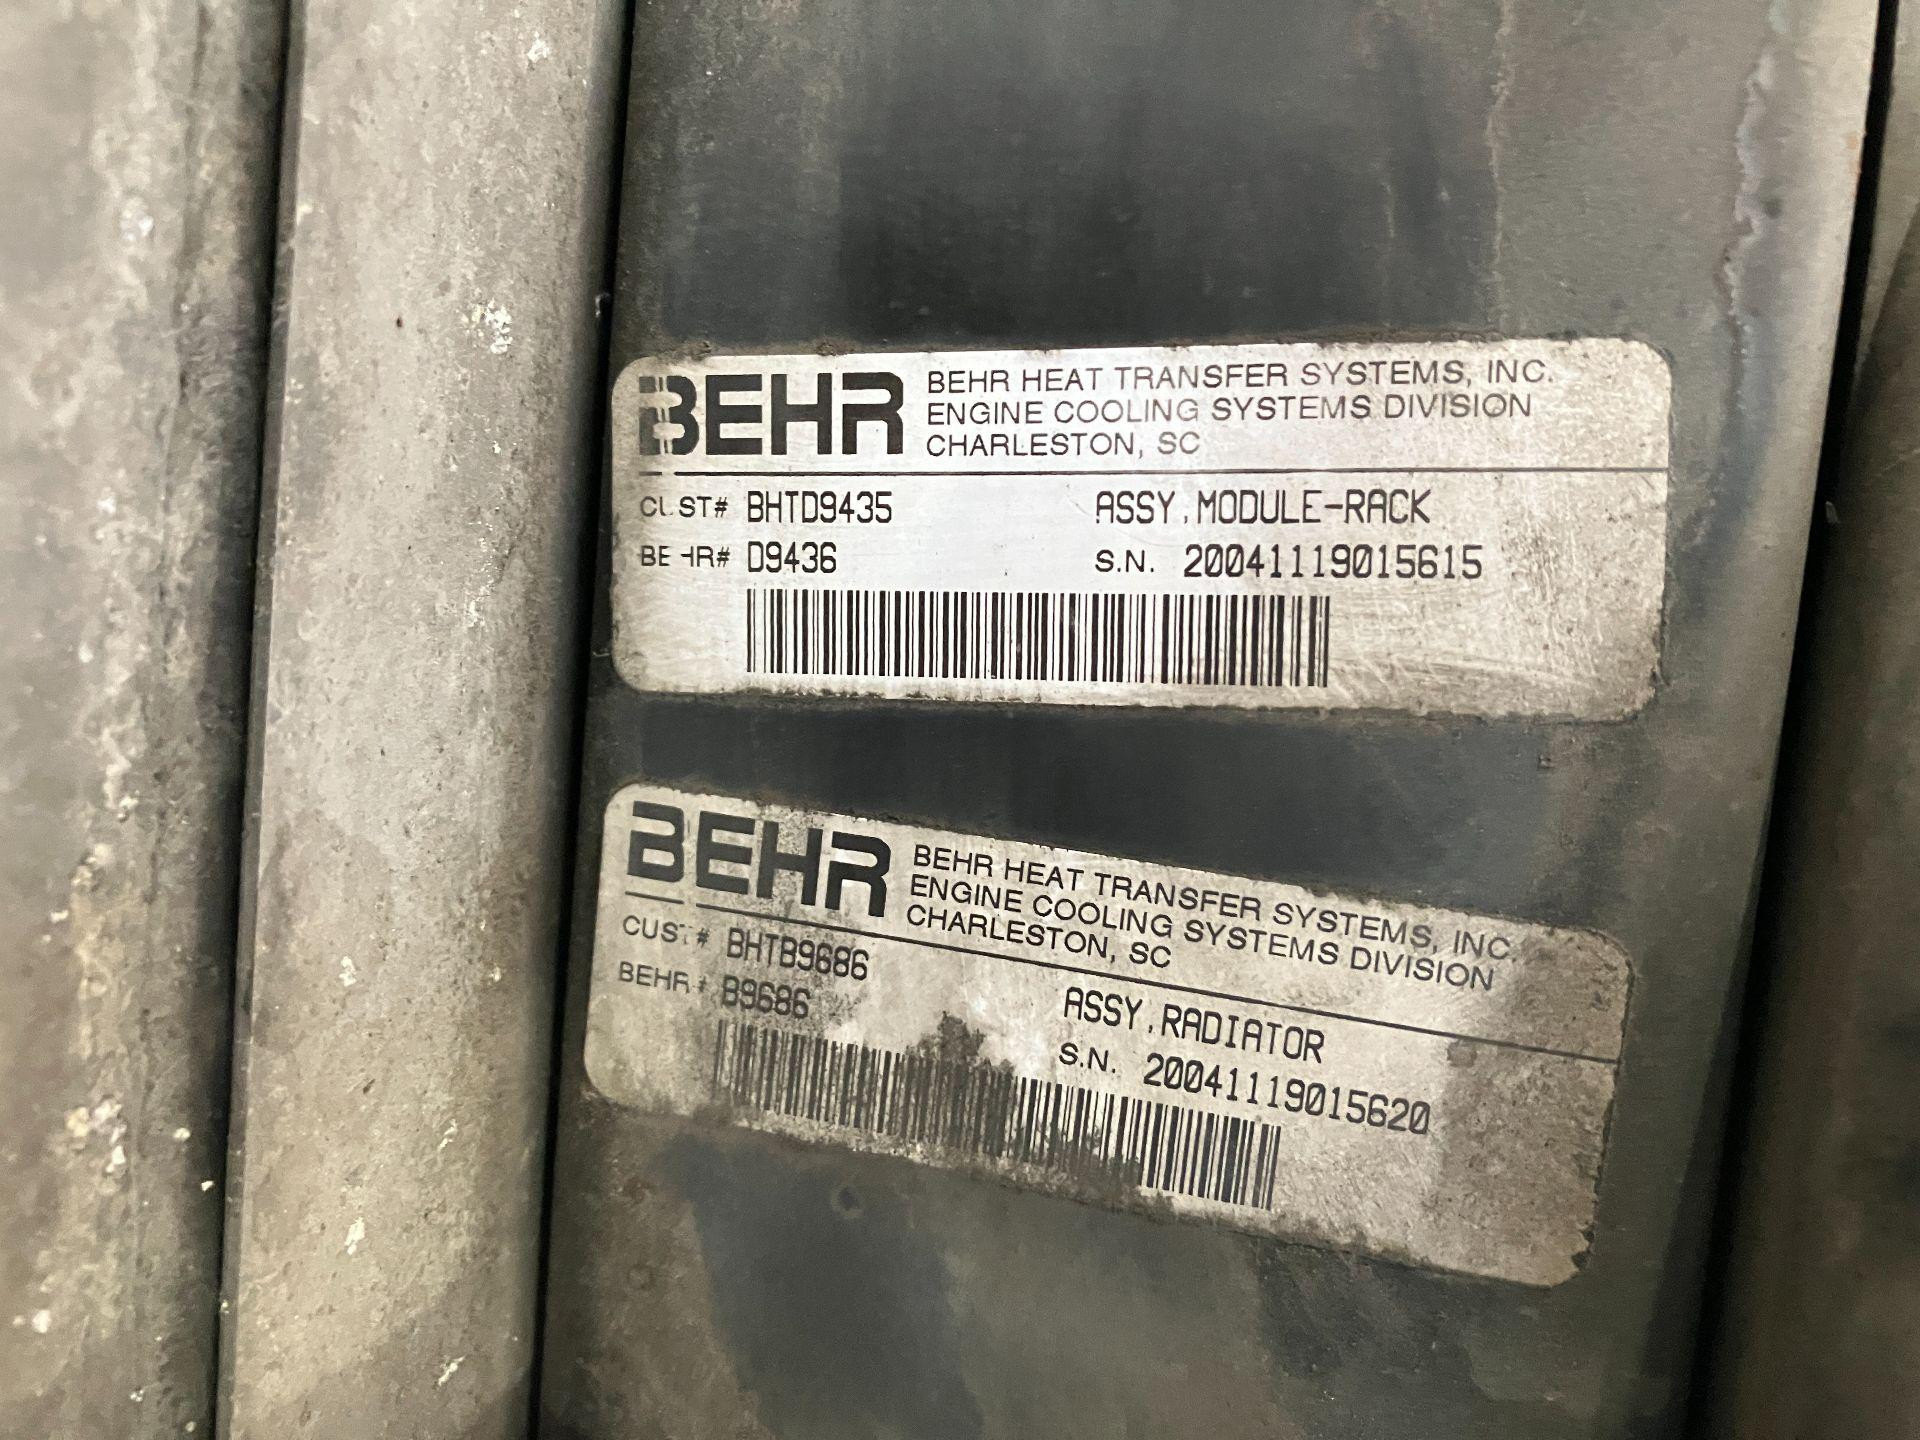 BEHR
BEHR HEAT TRANSFER SYSTEMS, INC.
ENGINE COOLING SYSTEMS DIVISION
CHARLESTON, SC
CUST# BHTD9435 ASSY,MODULE-RACK
BEHR# D9436 S.N. 20041119015615
BEHR
BEHR HEAT TRANSFER SYSTEMS, INC.
ENGINE COOLING SYSTEMS DIVISION
CHARLESTON, SC
CUST# BHTB9686 ASSY,RADIATOR
BEHR# B9686 S.N. 20041119015620